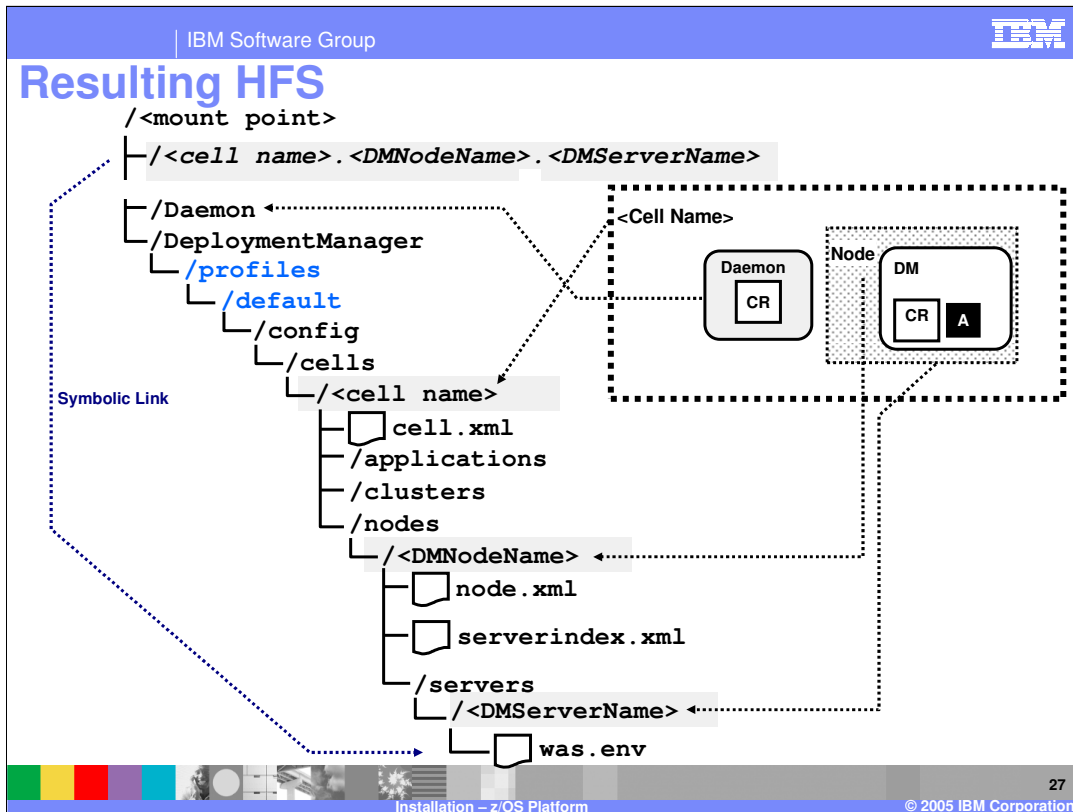 IBM Software Group
IBM
Resulting HFS
/<mount point>
/<cell name>.<DMNodeName>.<DMServerName>
/Daemon
/DeploymentManager
/profiles
/default
/config
/cells
/<cell name>
cell.xml
/applications
/clusters
/nodes
/<DMNodeName>
node.xml
serverindex.xml
/servers
/<DMServerName>
was.env
Symbolic Link
<Cell Name>
Daemon
CR
Node
DM
CR
A
27
Installation – z/OS Platform
© 2005 IBM Corporation